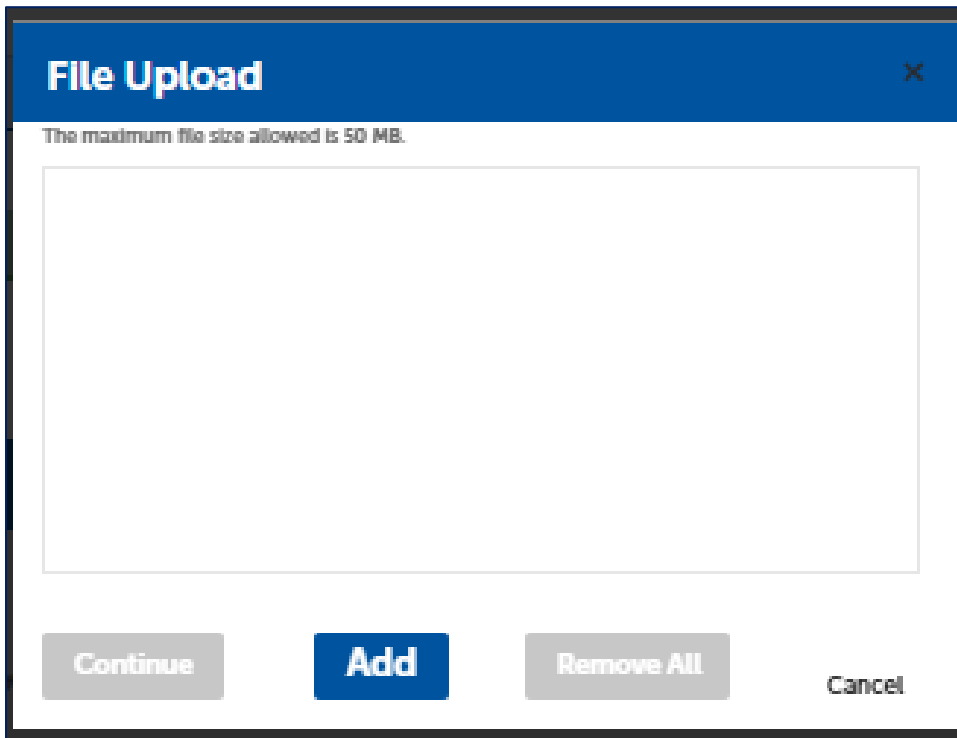 File Upload ×
The maximum file size allowed is 50 MB.
Continue Add Remove All Cancel